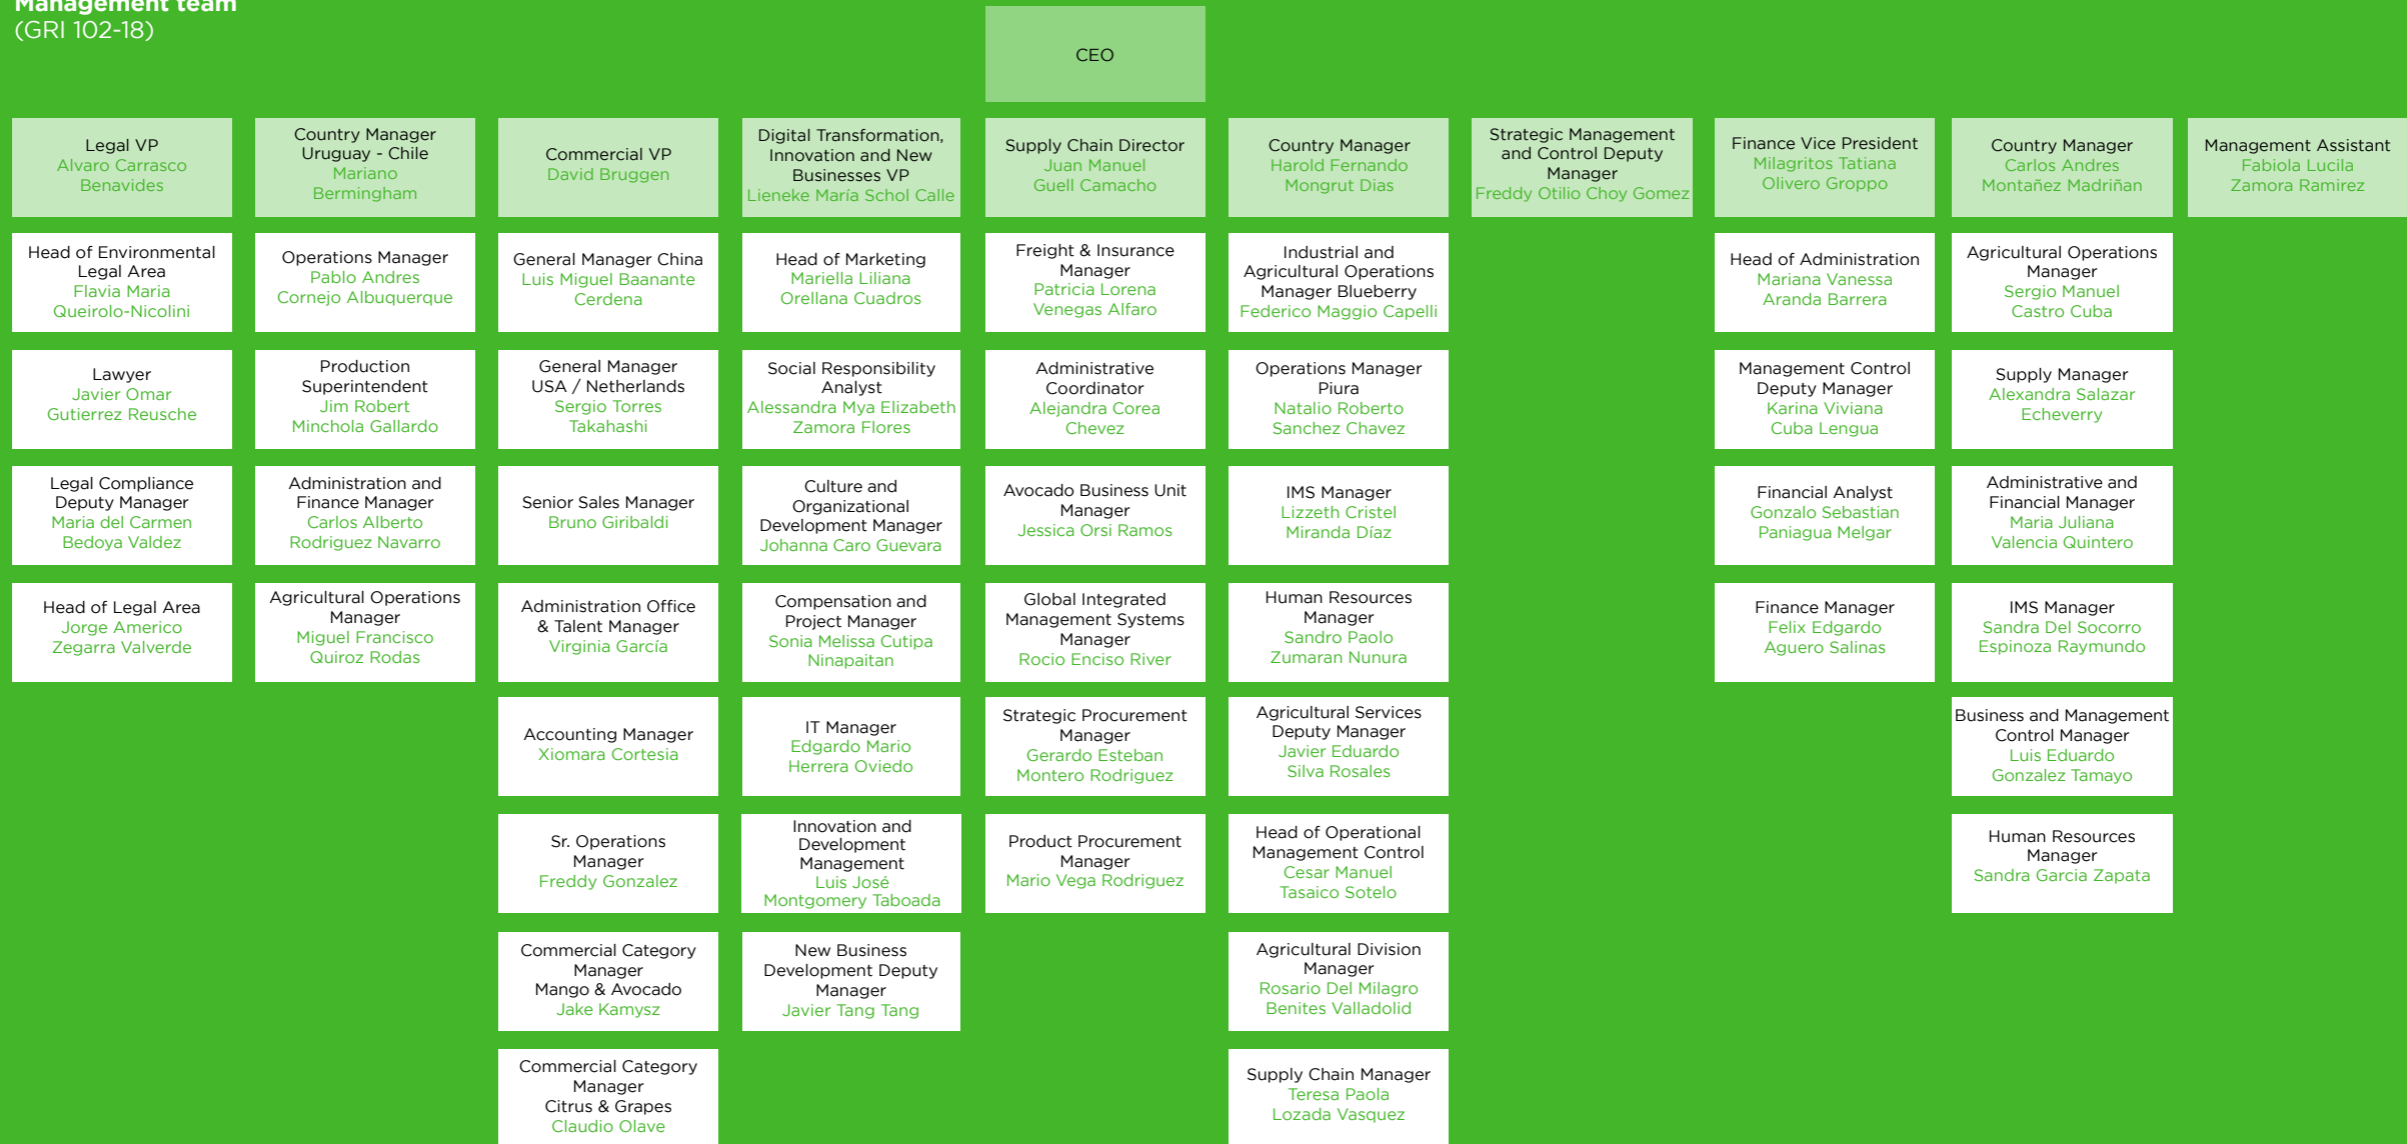 Management team
(GRI 102-18)
CEO
Legal VP
Alvaro Carrasco
Benavides
Country Manager
Uruguay - Chile
Mariano
Bermingham
Commercial VP
David Bruggen
Digital Transformation,
Innovation and New
Businesses VP
Lieneke María Schol Calle
Supply Chain Director
Juan Manuel
Guell Camacho
Country Manager
Harold Fernando
Mongrut Dias
Strategic Management
and Control Deputy
Manager
Freddy Otilio Choy Gomez
Finance Vice President
Milagritos Tatiana
Olivero Groppo
Country Manager
Carlos Andres
Montañez Madriñan
Management Assistant
Fabiola Lucila
Zamora Ramirez
Head of Environmental
Legal Area
Flavia Maria
Queirolo-Nicolini
Operations Manager
Pablo Andres
Cornejo Albuquerque
General Manager China
Luis Miguel Baanante
Cerdena
Head of Marketing
Mariella Liliana
Orellana Cuadros
Freight & Insurance
Manager
Patricia Lorena
Venegas Alfaro
Industrial and
Agricultural Operations
Manager Blueberry
Federico Maggio Capelli
Head of Administration
Mariana Vanessa
Aranda Barrera
Agricultural Operations
Manager
Sergio Manuel
Castro Cuba
Lawyer
Javier Omar
Gutierrez Reusche
Production
Superintendent
Jim Robert
Minchola Gallardo
General Manager
USA / Netherlands
Sergio Torres
Takahashi
Social Responsibility
Analyst
Alessandra Mya Elizabeth
Zamora Flores
Administrative
Coordinator
Alejandra Corea
Chevez
Operations Manager
Piura
Natalio Roberto
Sanchez Chavez
Management Control
Deputy Manager
Karina Viviana
Cuba Lengua
Supply Manager
Alexandra Salazar
Echeverry
Legal Compliance
Deputy Manager
Maria del Carmen
Bedoya Valdez
Administration and
Finance Manager
Carlos Alberto
Rodriguez Navarro
Senior Sales Manager
Bruno Giribaldi
Culture and
Organizational
Development Manager
Johanna Caro Guevara
Avocado Business Unit
Manager
Jessica Orsi Ramos
IMS Manager
Lizzeth Cristel
Miranda Díaz
Financial Analyst
Gonzalo Sebastian
Paniagua Melgar
Administrative and
Financial Manager
Maria Juliana
Valencia Quintero
Head of Legal Area
Jorge Americo
Zegarra Valverde
Agricultural Operations
Manager
Miguel Francisco
Quiroz Rodas
Administration Office
& Talent Manager
Virginia García
Compensation and
Project Manager
Sonia Melissa Cutipa
Ninapaitan
Global Integrated
Management Systems
Manager
Rocio Enciso River
Human Resources
Manager
Sandro Paolo
Zumaran Nunura
Finance Manager
Felix Edgardo
Aguero Salinas
IMS Manager
Sandra Del Socorro
Espinoza Raymundo
Accounting Manager
Xiomara Cortesia
IT Manager
Edgardo Mario
Herrera Oviedo
Strategic Procurement
Manager
Gerardo Esteban
Montero Rodriguez
Agricultural Services
Deputy Manager
Javier Eduardo
Silva Rosales
Business and Management
Control Manager
Luis Eduardo
Gonzalez Tamayo
Sr. Operations
Manager
Freddy Gonzalez
Innovation and
Development
Management
Luis José
Montgomery Taboada
Product Procurement
Manager
Mario Vega Rodriguez
Head of Operational
Management Control
Cesar Manuel
Tasaico Sotelo
Human Resources
Manager
Sandra Garcia Zapata
Commercial Category
Manager
Mango & Avocado
Jake Kamysz
New Business
Development Deputy
Manager
Javier Tang Tang
Agricultural Division
Manager
Rosario Del Milagro
Benites Valladolid
Commercial Category
Manager
Citrus & Grapes
Claudio Olave
Supply Chain Manager
Teresa Paola
Lozada Vasquez